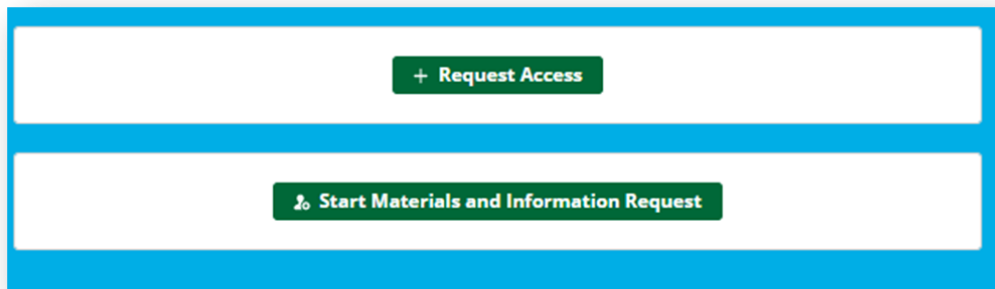 + Request Access
Start Materials and Information Request